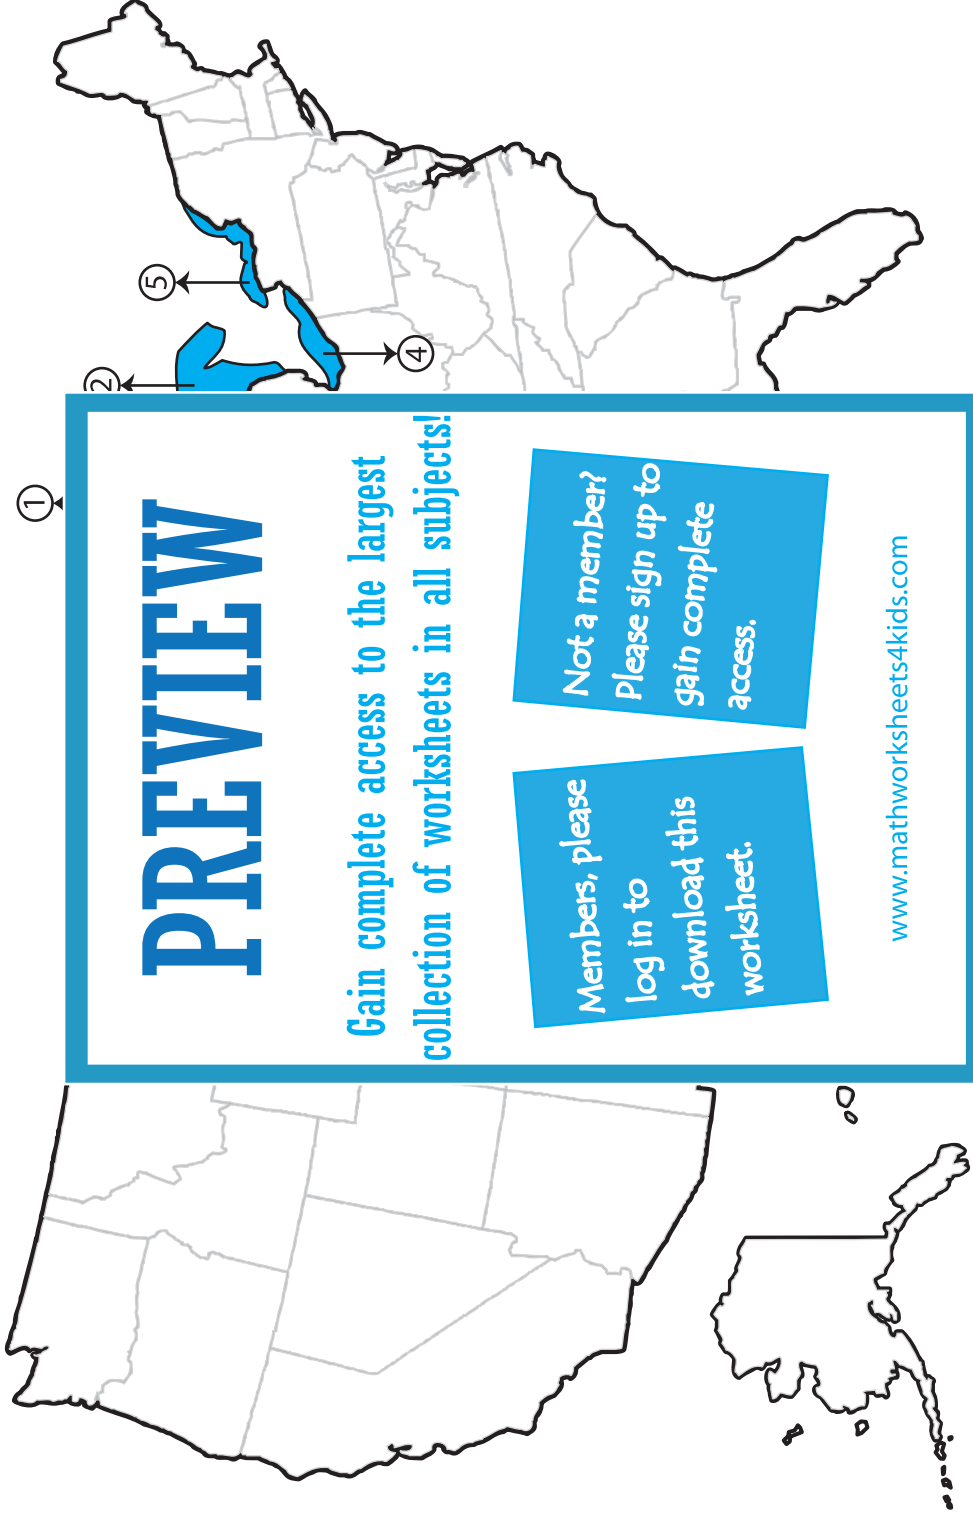 1
2
5
4
PREVIEW
Gain complete access to the largest
collection of worksheets in all subjects!
Members, please
log in to
download this
worksheet.
Not a member?
Please sign up to
gain complete
access.
www.mathworksheets4kids.com